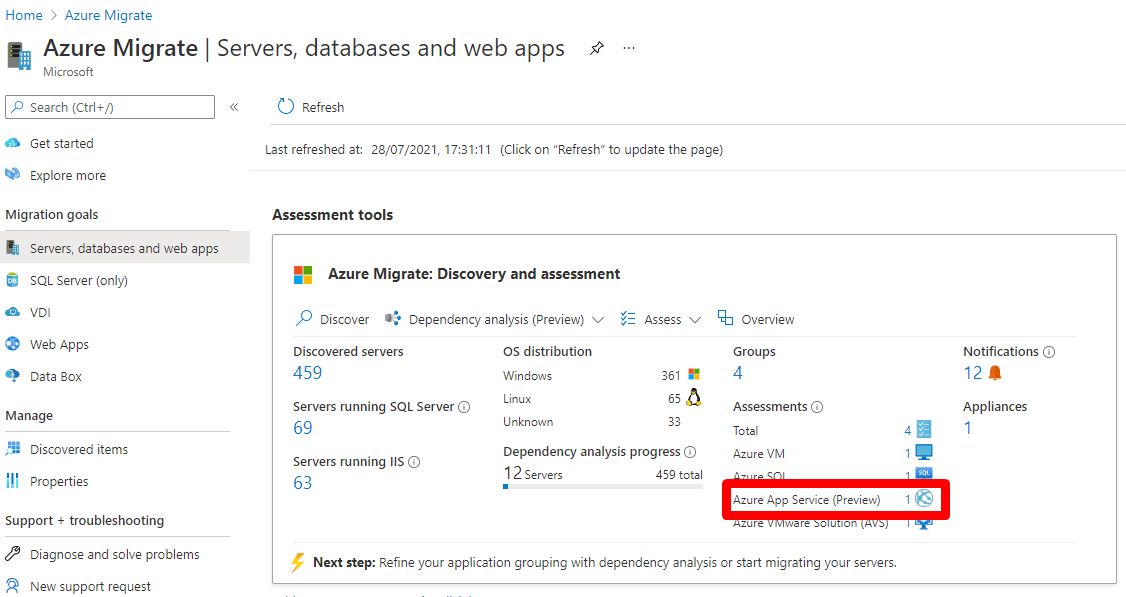 Home > Azure Migrate
Azure Migrate | Servers, databases and web apps ...
Microsoft
Search (Ctrl+/)
«
Get started
Explore more
Migration goals
Servers, databases and web apps
SQL Server (only)
VDI
Web Apps
Data Box
Manage
Discovered items
Properties
Support + troubleshooting
Diagnose and solve problems
New support request
Refresh
Last refreshed at: 28/07/2021, 17:31:11 (Click on “Refresh” to update the page)
Assessment tools
Azure Migrate: Discovery and assessment
Discover Dependency analysis (Preview) Assess Overview
Discovered servers
459
Servers running SQL Server
69
Servers running IIS
63
OS distribution
Windows 361
Linux 65
Unknown 33
Dependency analysis progress
12 Servers 459 total
Groups
4
Assessments
Total 4
Azure VM 1
Azure SQL 1
Azure App Service (Preview) 1
Azure VMware Solution (AVS) 1
Notifications
12
Appliances
1
Next step: Refine your application grouping with dependency analysis or start migrating your servers.